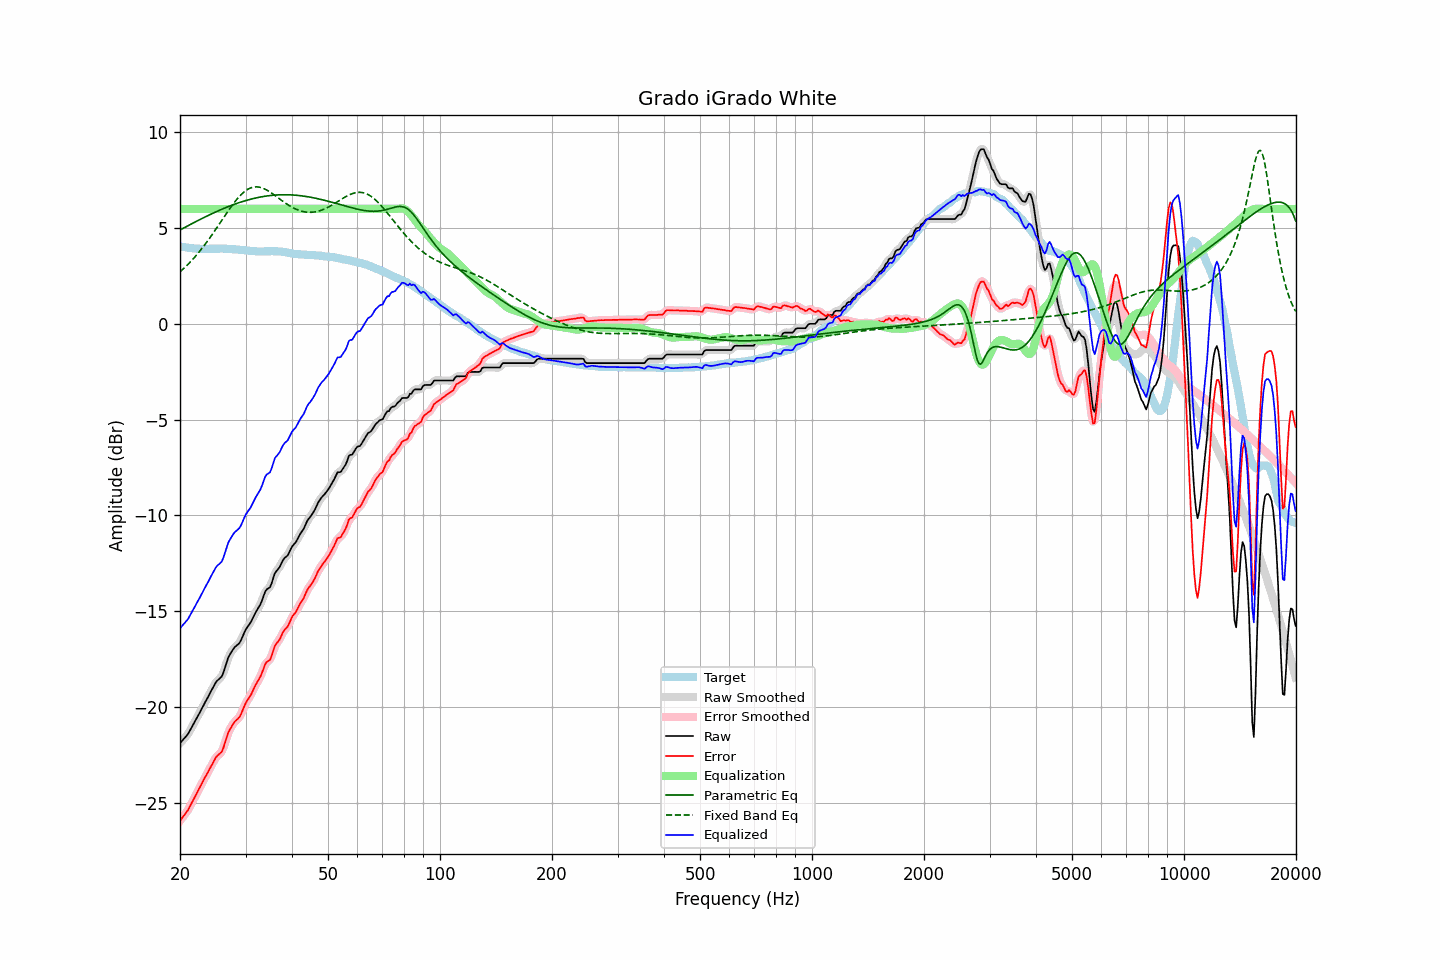 Grado iGrado White
Amplitude (dBr)
10
5
0
−5
−10
−15
−20
−25
Target
Raw Smoothed
Error Smoothed
Raw
Error
Equalization
Parametric Eq
Fixed Band Eq
Equalized
20 50 100 200 500 1000 2000 5000 10000 20000
Frequency (Hz)